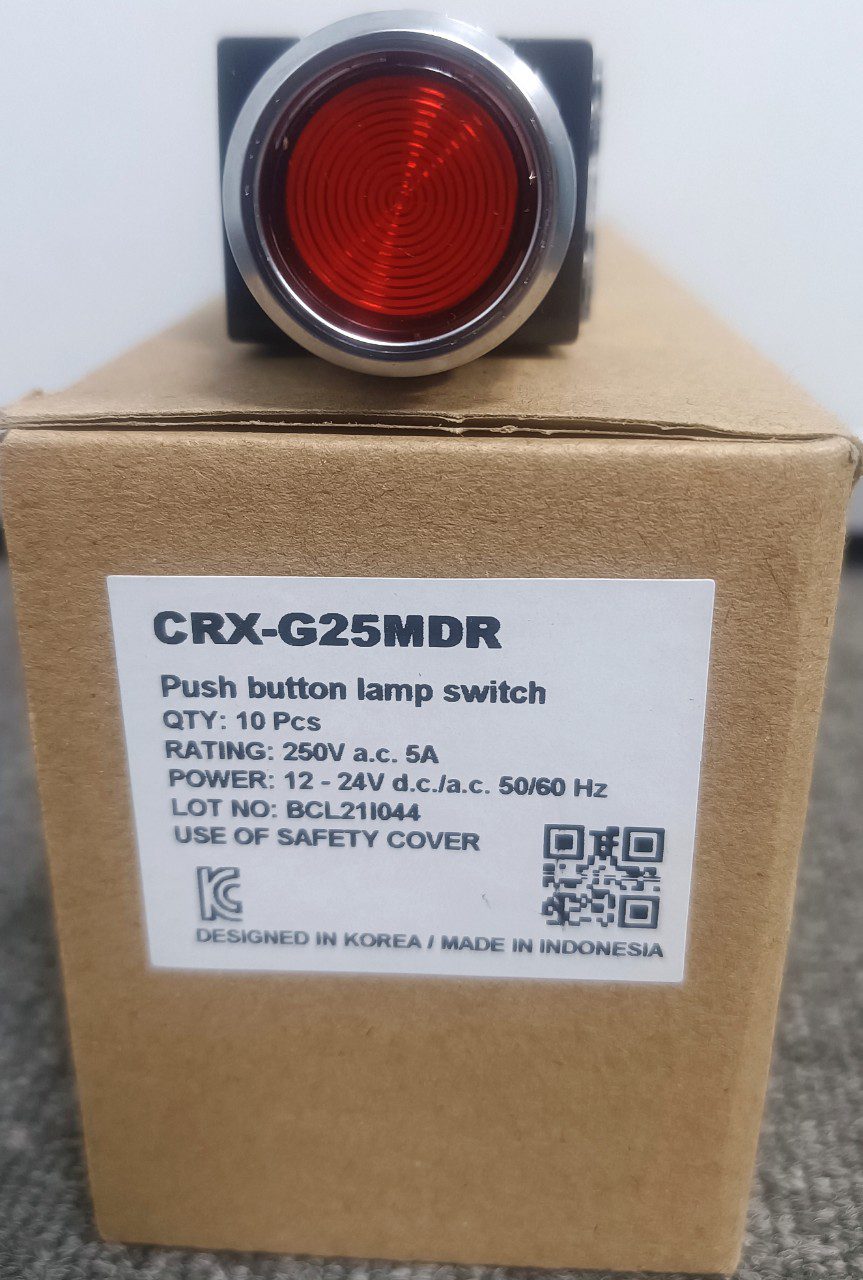 CRX-G25MDR
Push button lamp switch
QTY: 10 Pcs
RATING: 250V a.c. 5A
POWER: 12 - 24V d.c./a.c. 50/60 Hz
LOT NO: BCL21I044
USE OF SAFETY COVER
KC
DESIGNED IN KOREA / MADE IN INDONESIA